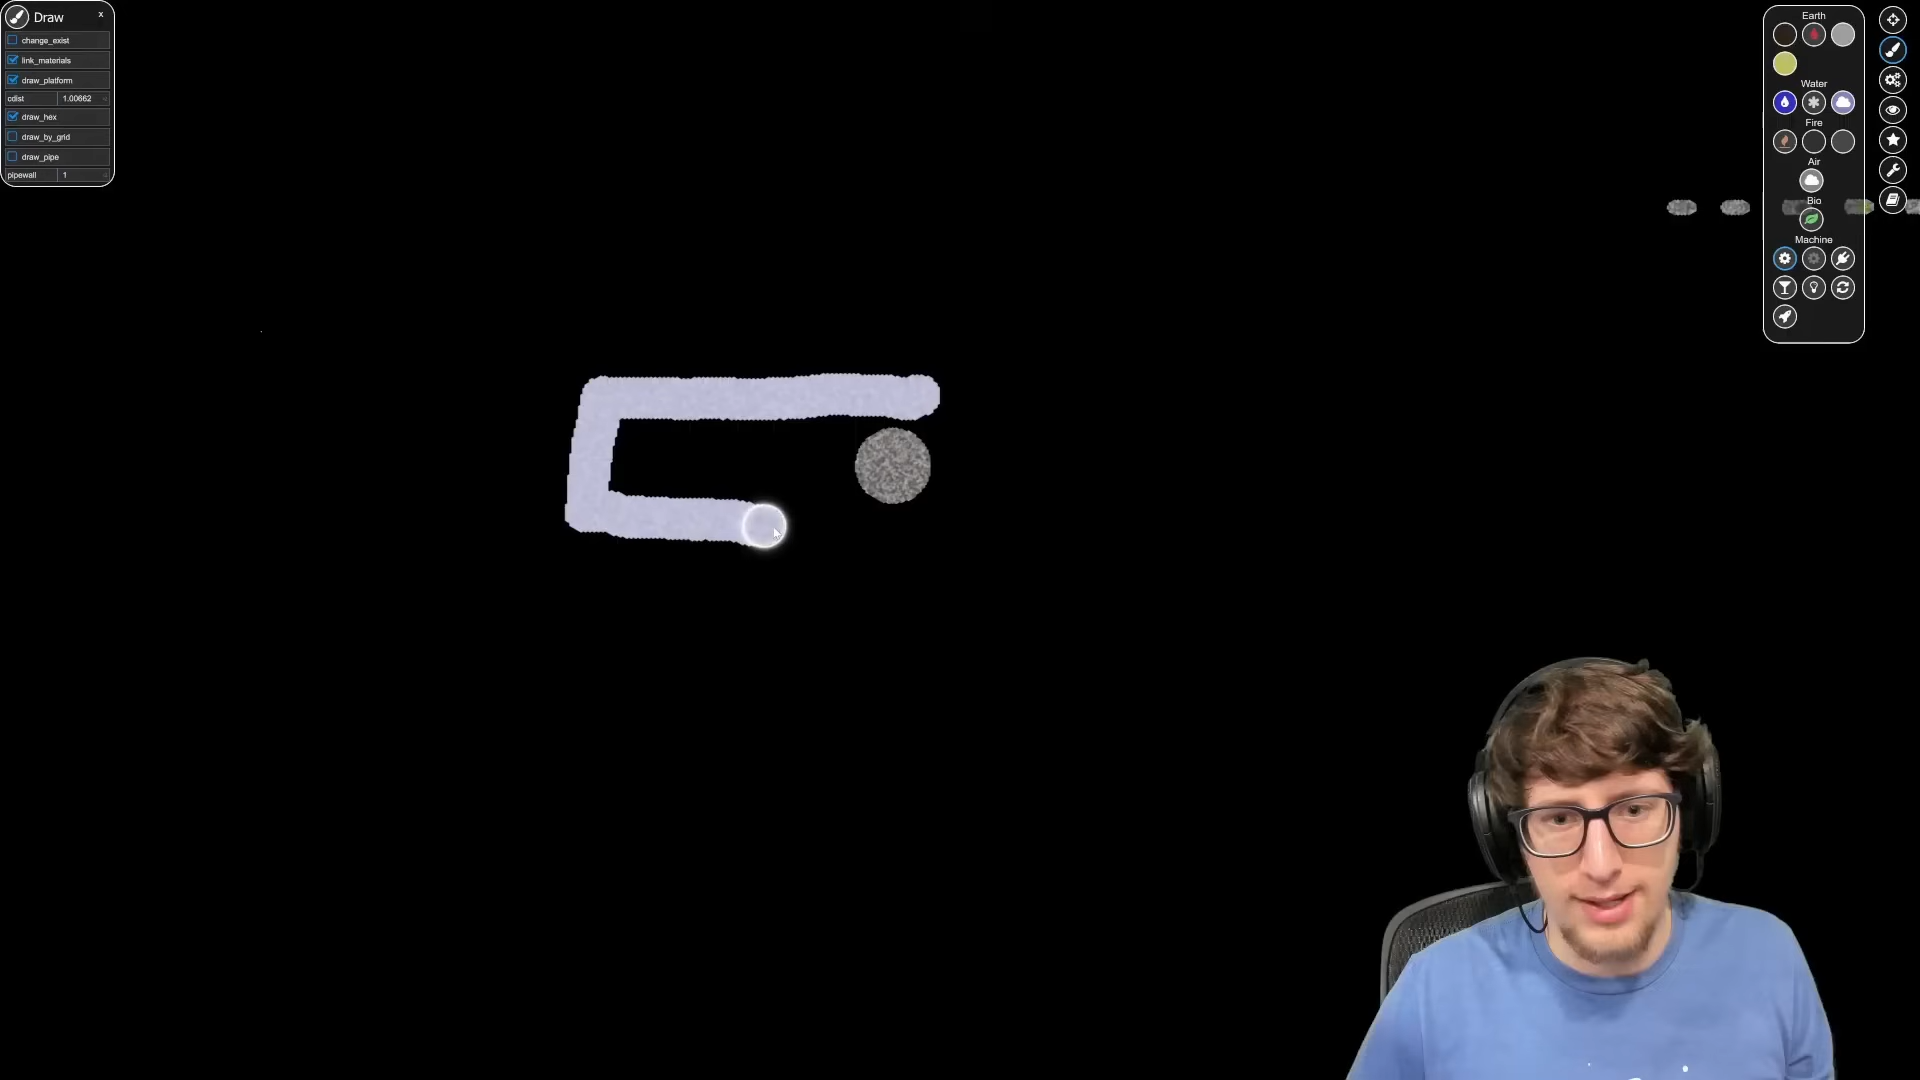 Draw
x
change_exist
link_materials
draw_platform
cdist 1.00662
draw_hex
draw_by_grid
draw_pipe
pipewall 1
Earth
Water
Fire
Air
Bio
Machine